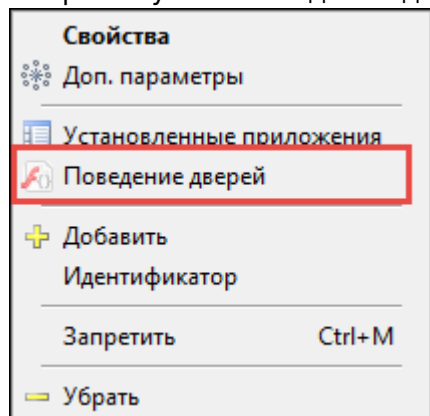 Свойства
Доп. параметры
Установленные приложения
Поведение дверей
Добавить
Идентификатор
Запретить Ctrl+M
Убрать